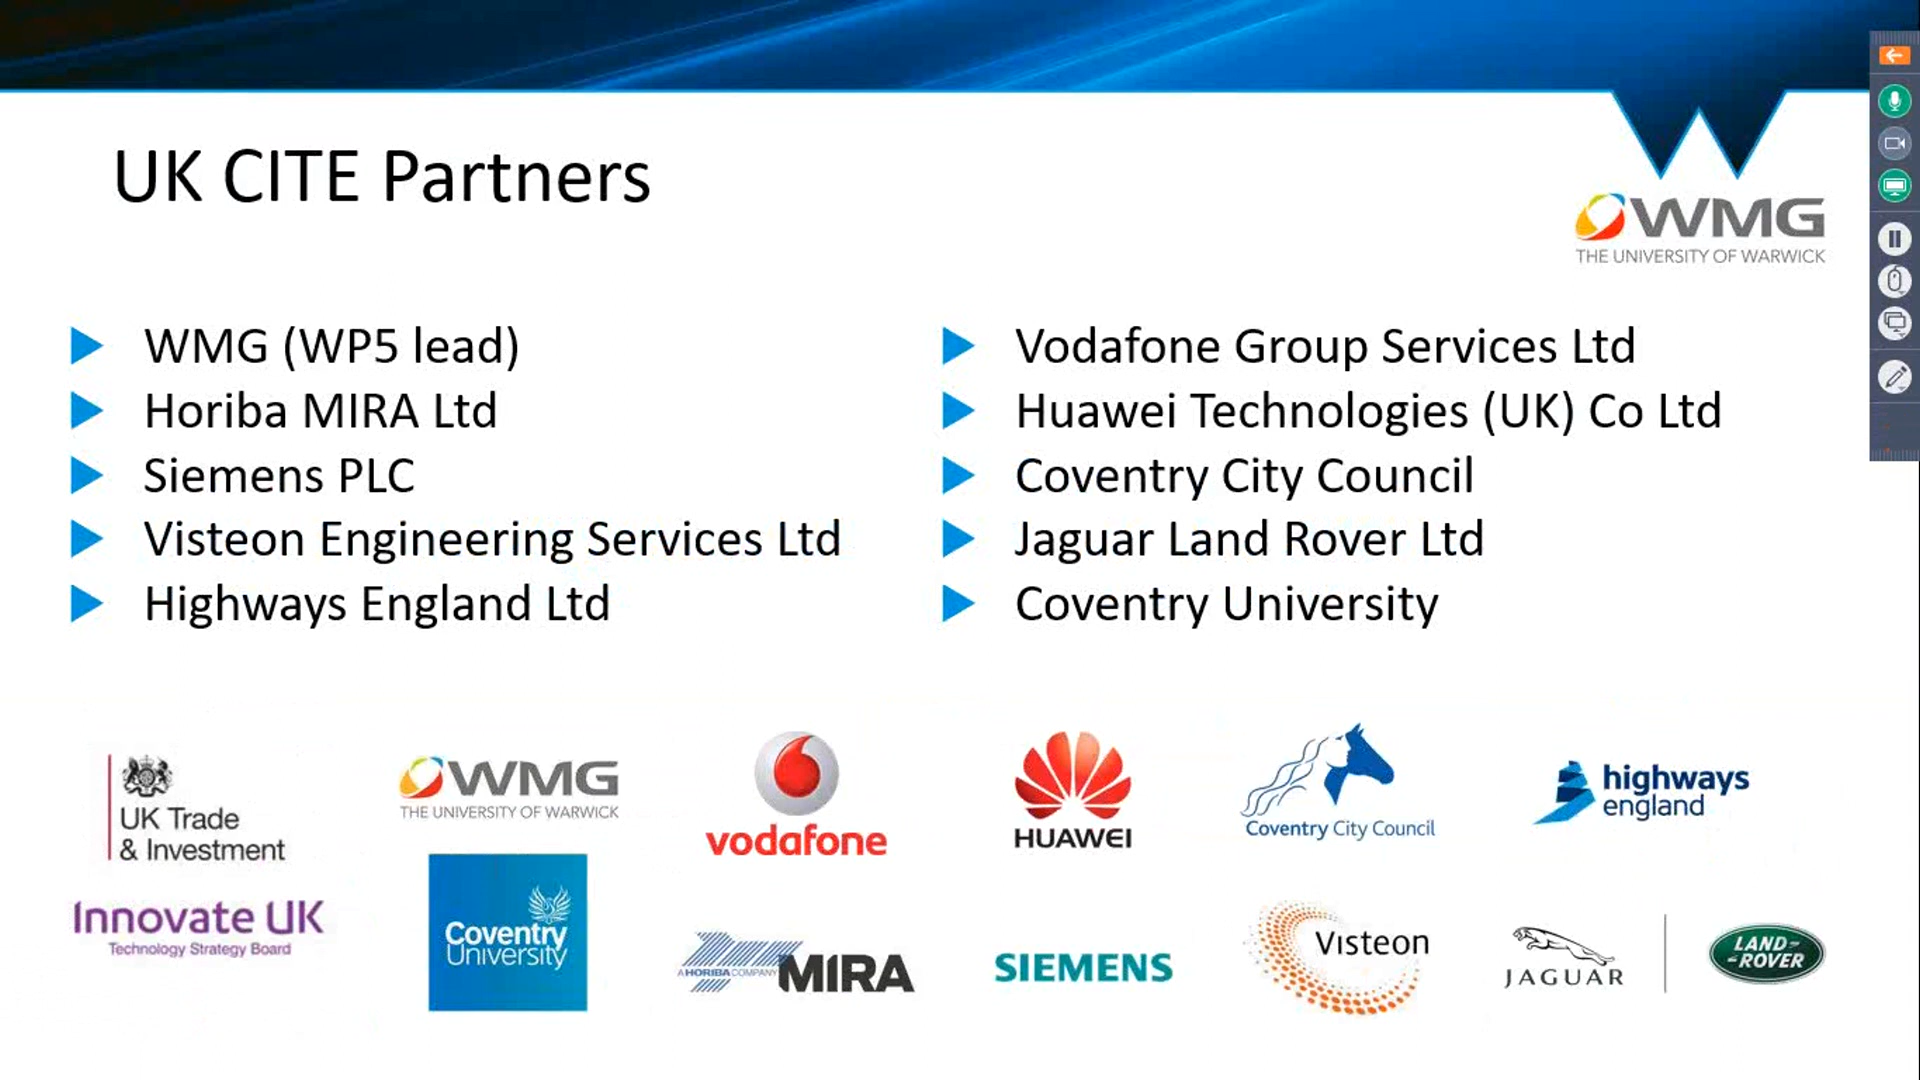 UK CITE Partners
WMG
THE UNIVERSITY OF WARWICK
WMG (WP5 lead)
Horiba MIRA Ltd
Siemens PLC
Visteon Engineering Services Ltd
Highways England Ltd
Vodafone Group Services Ltd
Huawei Technologies (UK) Co Ltd
Coventry City Council
Jaguar Land Rover Ltd
Coventry University
UK Trade
& Investment
WMG
THE UNIVERSITY OF WARWICK
vodafone
HUAWEI
Coventry City Council
highways
england
Innovate UK
Technology Strategy Board
Coventry
University
A HORIBA COMPANY
MIRA
SIEMENS
Visteon
JAGUAR
LAND-
-ROVER